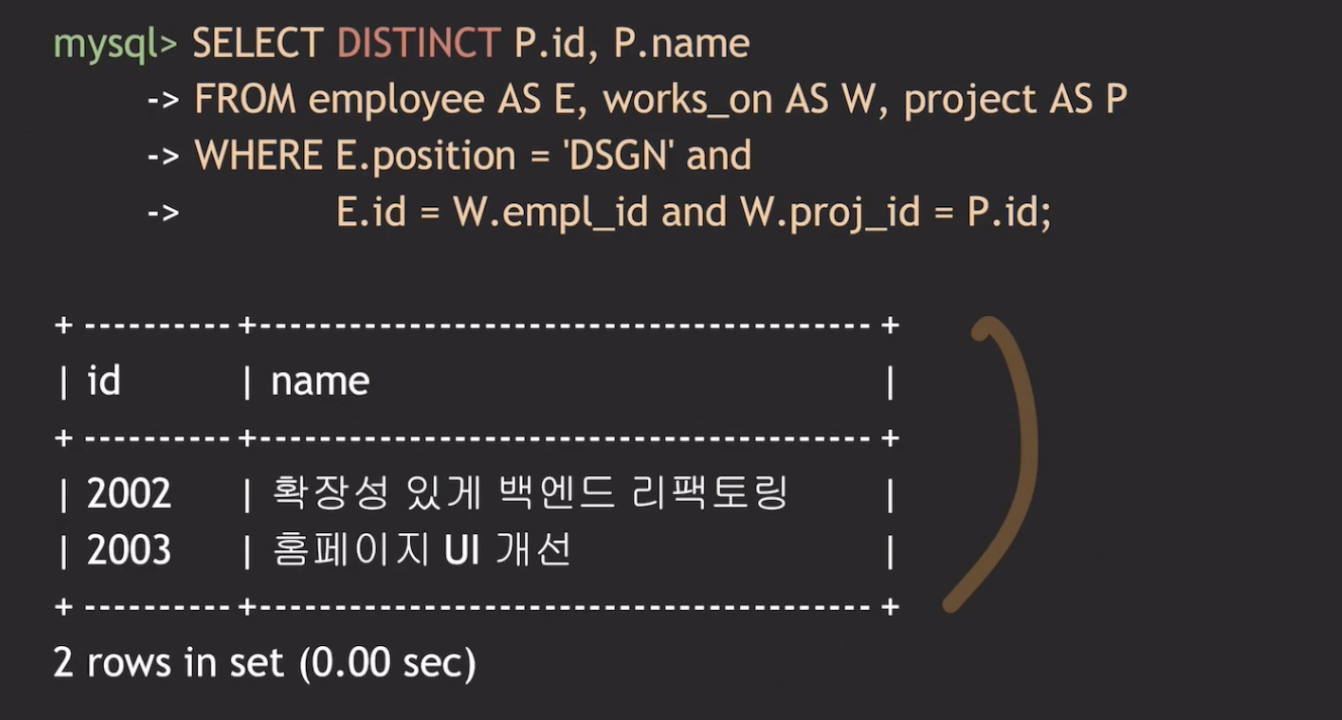 mysql> SELECT DISTINCT P.id, P.name
-> FROM employee AS E, works_on AS W, project AS P
-> WHERE E.position = 'DSGN' and
-> E.id = W.empl_id and W.proj_id = P.id;
+ ---------- +----------------------------------------- +
| id | name |
+ ---------- +----------------------------------------- +
| 2002 | 확장성 있게 백엔드 리팩토링 |
| 2003 | 홈페이지 UI 개선 |
+ ---------- +----------------------------------------- +
2 rows in set (0.00 sec)